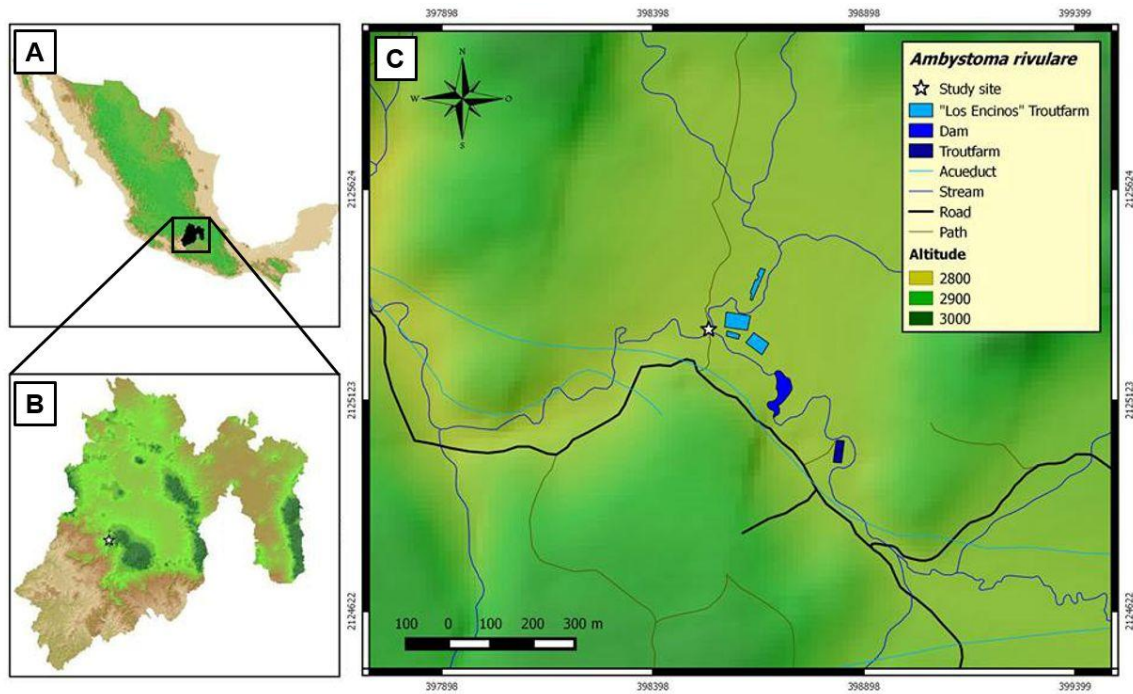 A
B
C
397898
398398
398898
399399
2125624
2125123
2124622
N
W
O
S
Ambystoma rivulare
Study site
"Los Encinos" Troutfarm
Dam
Troutfarm
Acueduct
Stream
Road
Path
Altitude
2800
2900
3000
2125624
2125123
2124622
100 0 100 200 300 m
397898
398398
398898
399399